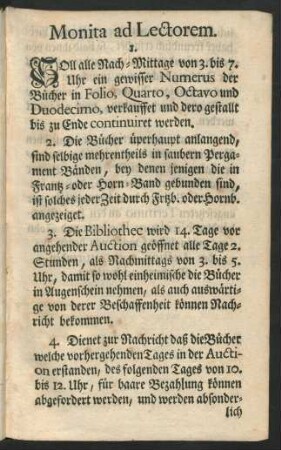 Monita ad Lectorem.
1.
SOll alle Nach-Mittage von 3. bis 7.
Uhr ein gewisser Numerus der
Bücher in Folio, Quarto, Octavo und
Duodecimo, verkauffet und dero gestallt
bis zu Ende continuiret werden.
2. Die Bücher üperhaupt anlangend,
sind selbige mehrentheils in saubern Perga-
ment Bänden, bey denen jenigen die in
Frantz- oder Horn-Band gebunden sind,
ist solches jeder Zeit durch Frtzb. oder Hornb.
angezeiget.
3. Die Bibliothec wird 14. Tage vor
angehender Auction geöffnet alle Tage 2.
Stunden, als Nachmittags von 3. bis 5.
Uhr, damit so wohl einheimische die Bücher
in Augenschein nehmen, als auch auswärti-
ge von derer Beschaffenheit können Nach-
richt bekommen.
4. Dienet zur Nachricht daß die Bücher
welche vorhergehenden Tages in der Aucti-
on erstanden, des folgenden Tages von 10.
bis 12. Uhr, für baare Bezahlung können
abgefordert werden, und werden absonder-
lich